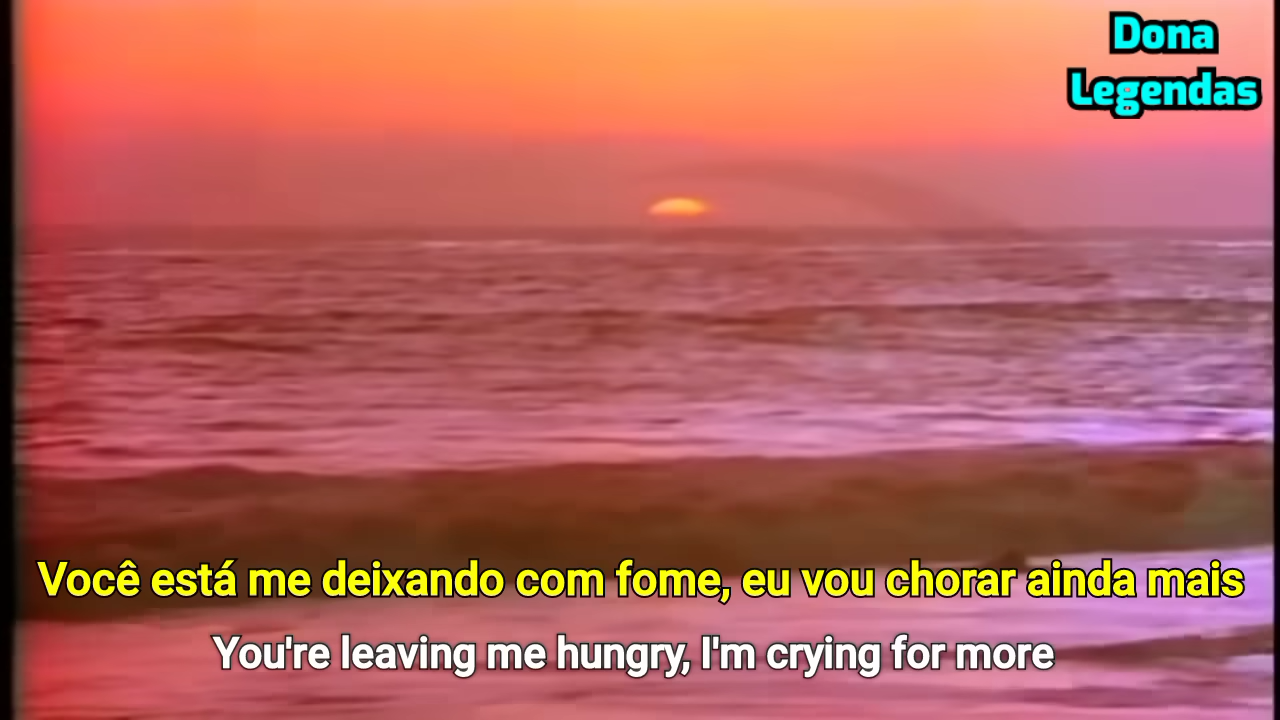 Dona
Legendas
Você está me deixando com fome, eu vou chorar ainda mais
You're leaving me hungry, I'm crying for more